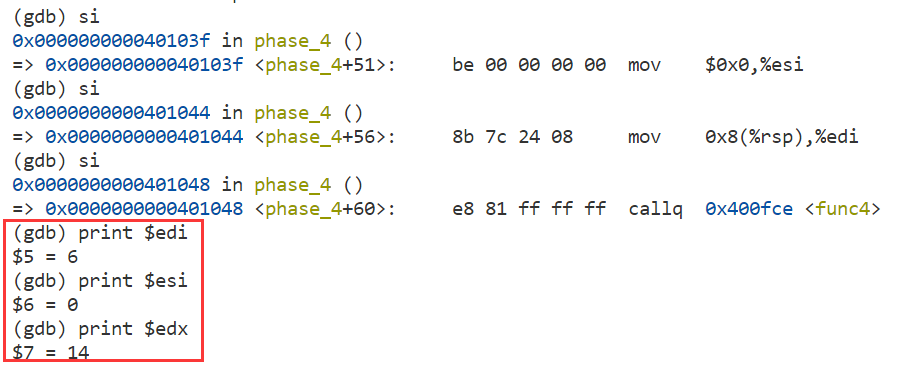 (gdb) si
0x000000000040103f in phase_4 ()
=> 0x000000000040103f <phase_4+51>: be 00 00 00 00 mov $0x0,%esi
(gdb) si
0x0000000000401044 in phase_4 ()
=> 0x0000000000401044 <phase_4+56>: 8b 7c 24 08 mov 0x8(%rsp),%edi
(gdb) si
0x0000000000401048 in phase_4 ()
=> 0x0000000000401048 <phase_4+60>: e8 81 ff ff ff callq 0x400fce <func4>
(gdb) print $edi
$5 = 6
(gdb) print $esi
$6 = 0
(gdb) print $edx
$7 = 14